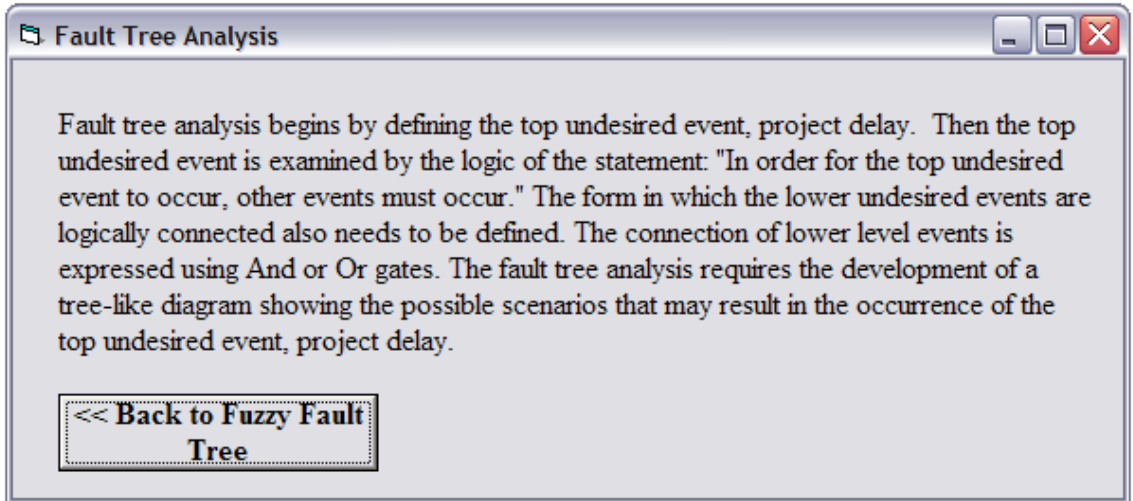 Fault Tree Analysis
Fault tree analysis begins by defining the top undesired event, project delay.  Then the top
undesired event is examined by the logic of the statement: "In order for the top undesired
event to occur, other events must occur." The form in which the lower undesired events are
logically connected also needs to be defined. The connection of lower level events is
expressed using And or Or gates. The fault tree analysis requires the development of a
tree-like diagram showing the possible scenarios that may result in the occurrence of the
top undesired event, project delay.
<< Back to Fuzzy Fault
Tree